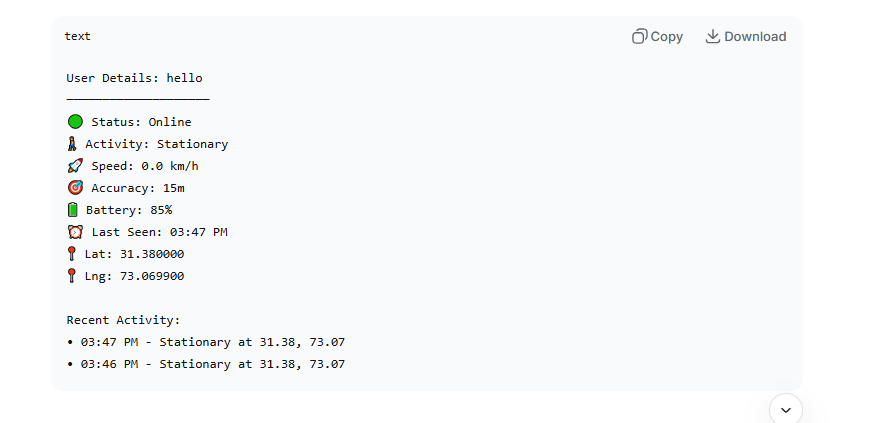 text
Copy
Download
User Details: hello
────────────────────
🟢 Status: Online
🚶 Activity: Stationary
🚀 Speed: 0.0 km/h
🎯 Accuracy: 15m
🔋 Battery: 85%
⏰ Last Seen: 03:47 PM
📍 Lat: 31.380000
📍 Lng: 73.069900
Recent Activity:
• 03:47 PM - Stationary at 31.38, 73.07
• 03:46 PM - Stationary at 31.38, 73.07